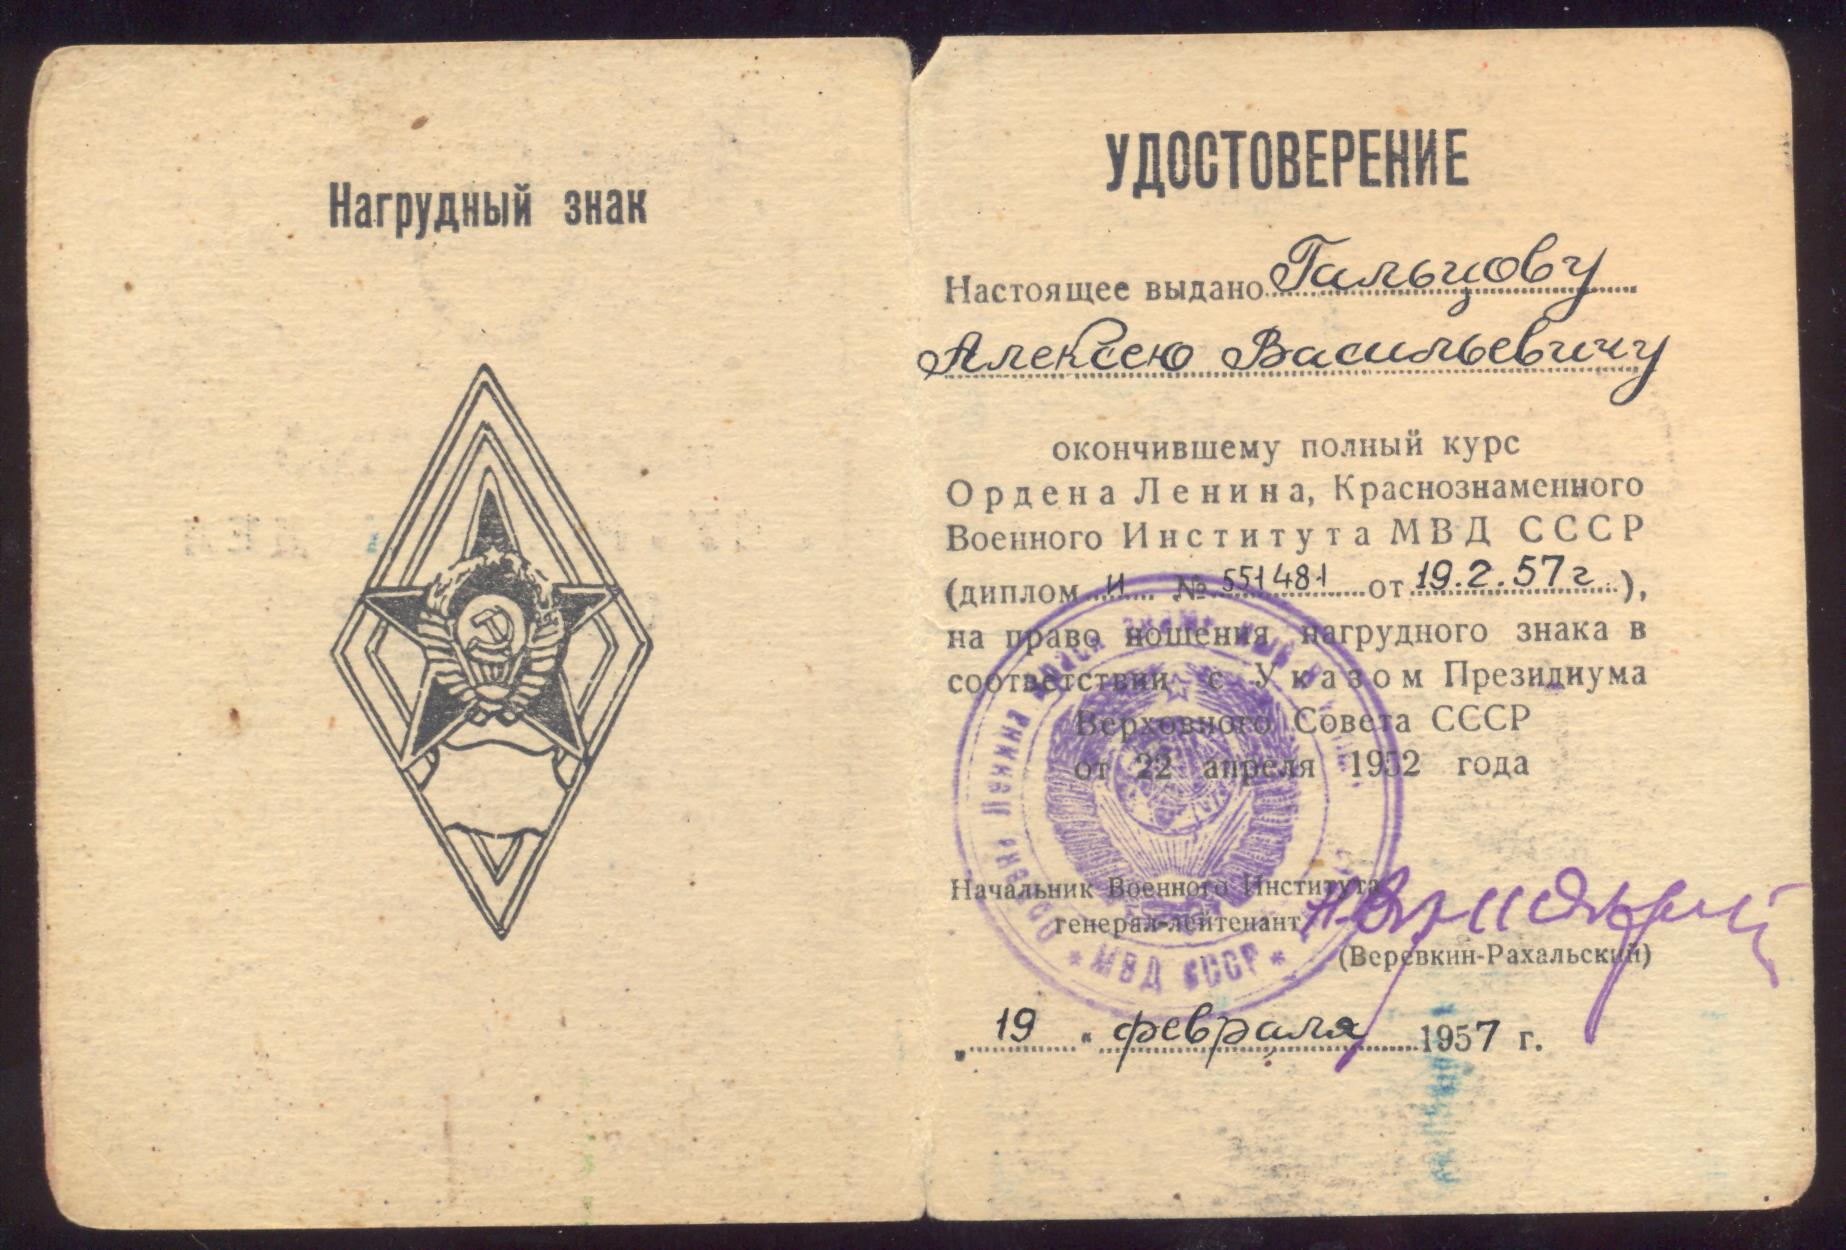 Нагрудный знак
УДОСТОВЕРЕНИЕ
Настоящее выдано Гальцову
Алексею Васильевичу
окончившему полный курс
Ордена Ленина, Краснознаменного
Военного Института МВД СССР
(диплом И № 551481 от 19.2.57 г.),
на право ношения нагрудного знака в
соответствии с Указом Президиума
Верховного Совета СССР
от 22 апреля 1952 года
Начальник Военного Института
генерал-лейтенант
(Веревкин-Рахальский)
„19“ февраля 1957 г.
* МВД СССР *